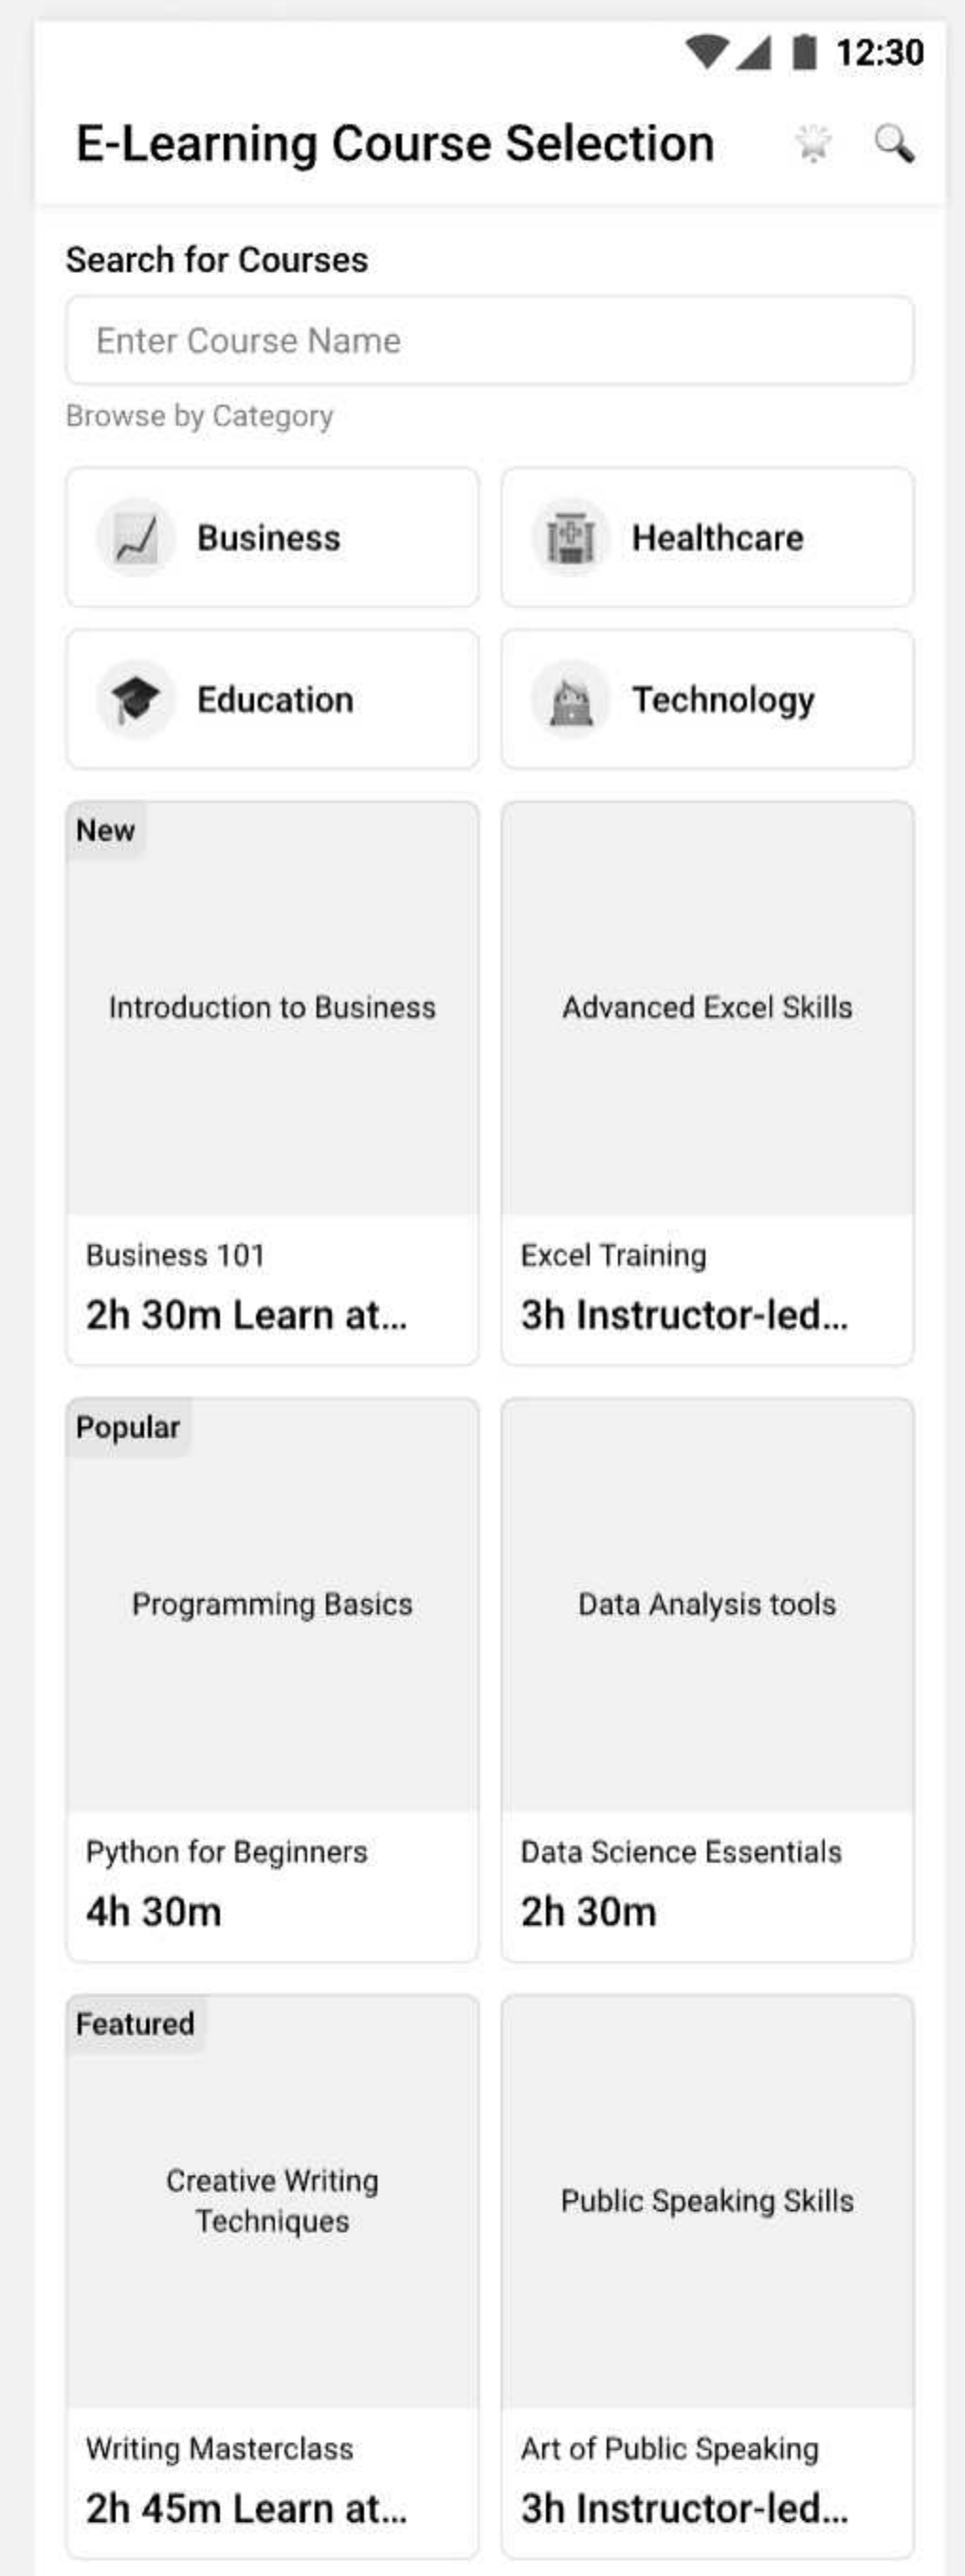 12:30
E-Learning Course Selection
Search for Courses
Enter Course Name
Browse by Category
Business
Healthcare
Education
Technology
New
Introduction to Business
Advanced Excel Skills
Business 101
2h 30m Learn at...
Excel Training
3h Instructor-led...
Popular
Programming Basics
Data Analysis tools
Python for Beginners
4h 30m
Data Science Essentials
2h 30m
Featured
Creative Writing
Techniques
Public Speaking Skills
Writing Masterclass
2h 45m Learn at...
Art of Public Speaking
3h Instructor-led...